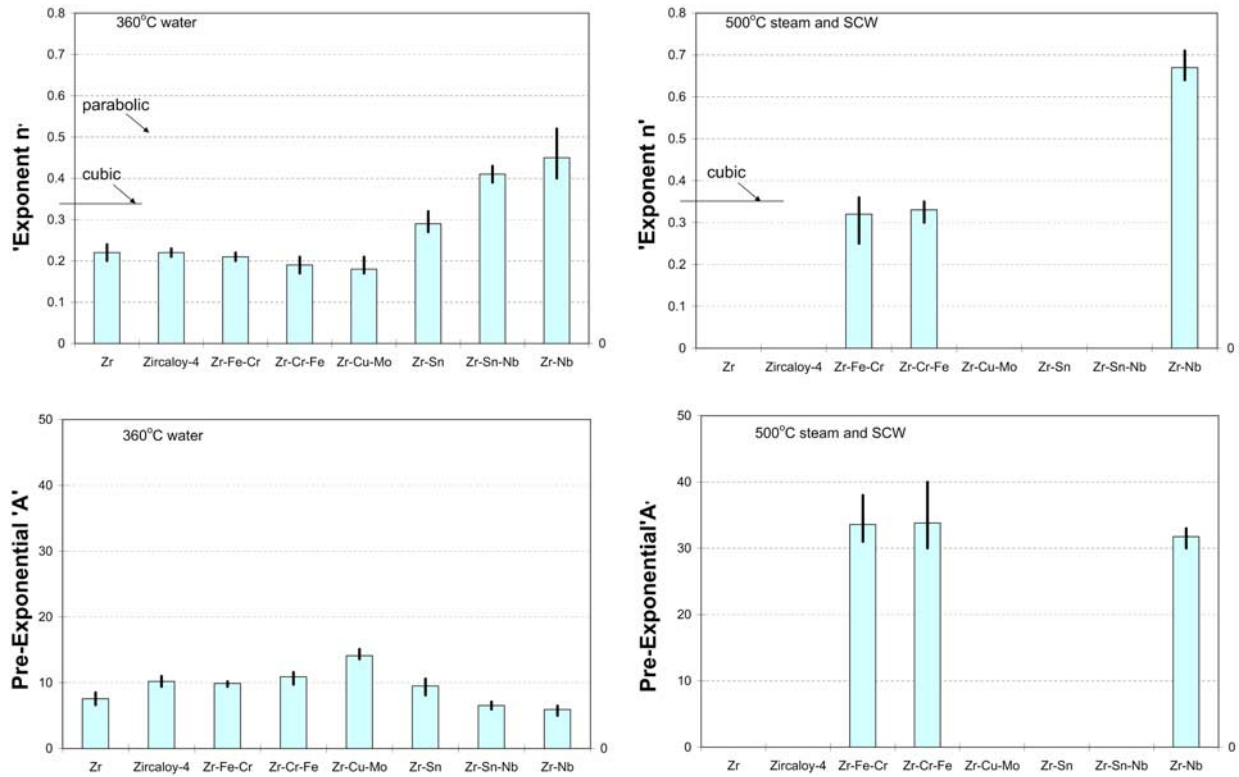 360°C water
'Exponent n'
0.8
0.7
0.6
0.5
0.4
0.3
0.2
0.1
0
parabolic
cubic
Zr Zircaloy-4 Zr-Fe-Cr Zr-Cr-Fe Zr-Cu-Mo Zr-Sn Zr-Sn-Nb Zr-Nb
0
500°C steam and SCW
'Exponent n'
0.8
0.7
0.6
0.5
0.4
0.3
0.2
0.1
0
cubic
Zr Zircaloy-4 Zr-Fe-Cr Zr-Cr-Fe Zr-Cu-Mo Zr-Sn Zr-Sn-Nb Zr-Nb
0
360°C water
Pre-Exponential 'A'
50
40
30
20
10
0
Zr Zircaloy-4 Zr-Fe-Cr Zr-Cr-Fe Zr-Cu-Mo Zr-Sn Zr-Sn-Nb Zr-Nb
0
500°C steam and SCW
Pre-Exponential'A'
50
40
30
20
10
0
Zr Zircaloy-4 Zr-Fe-Cr Zr-Cr-Fe Zr-Cu-Mo Zr-Sn Zr-Sn-Nb Zr-Nb
0